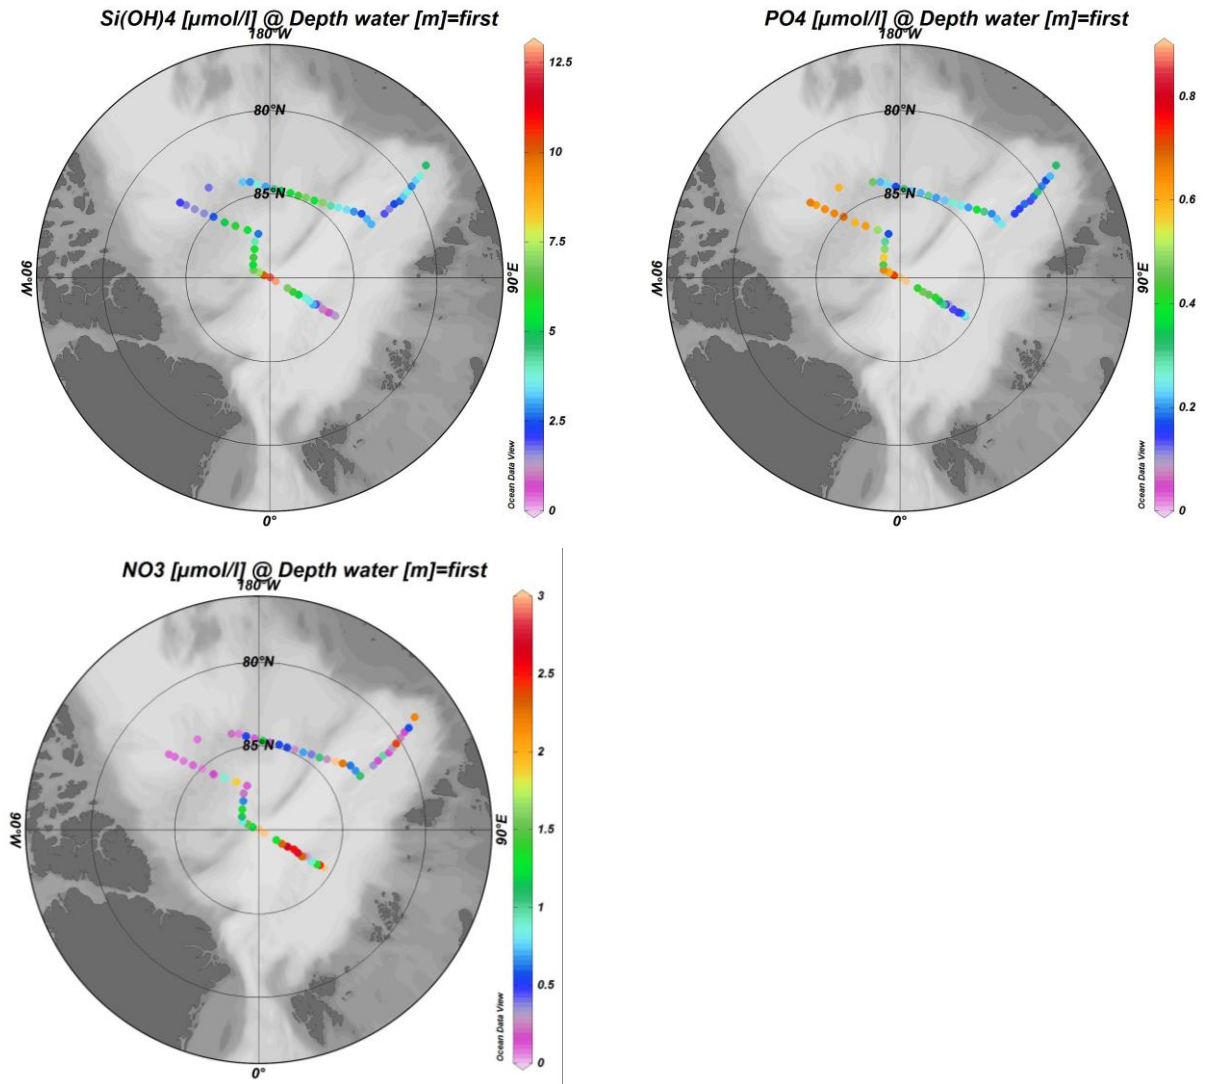 Si(OH)4 [µmol/l] @ Depth water [m]=first
180°W
80°N
85°N
90°W
90°E
0°
12.5
10
7.5
5
2.5
0
Ocean Data View
PO4 [µmol/l] @ Depth water [m]=first
180°W
80°N
85°N
90°W
90°E
0°
0.8
0.6
0.4
0.2
0
Ocean Data View
NO3 [µmol/l] @ Depth water [m]=first
180°W
80°N
85°N
90°W
90°E
0°
3
2.5
2
1.5
1
0.5
0
Ocean Data View